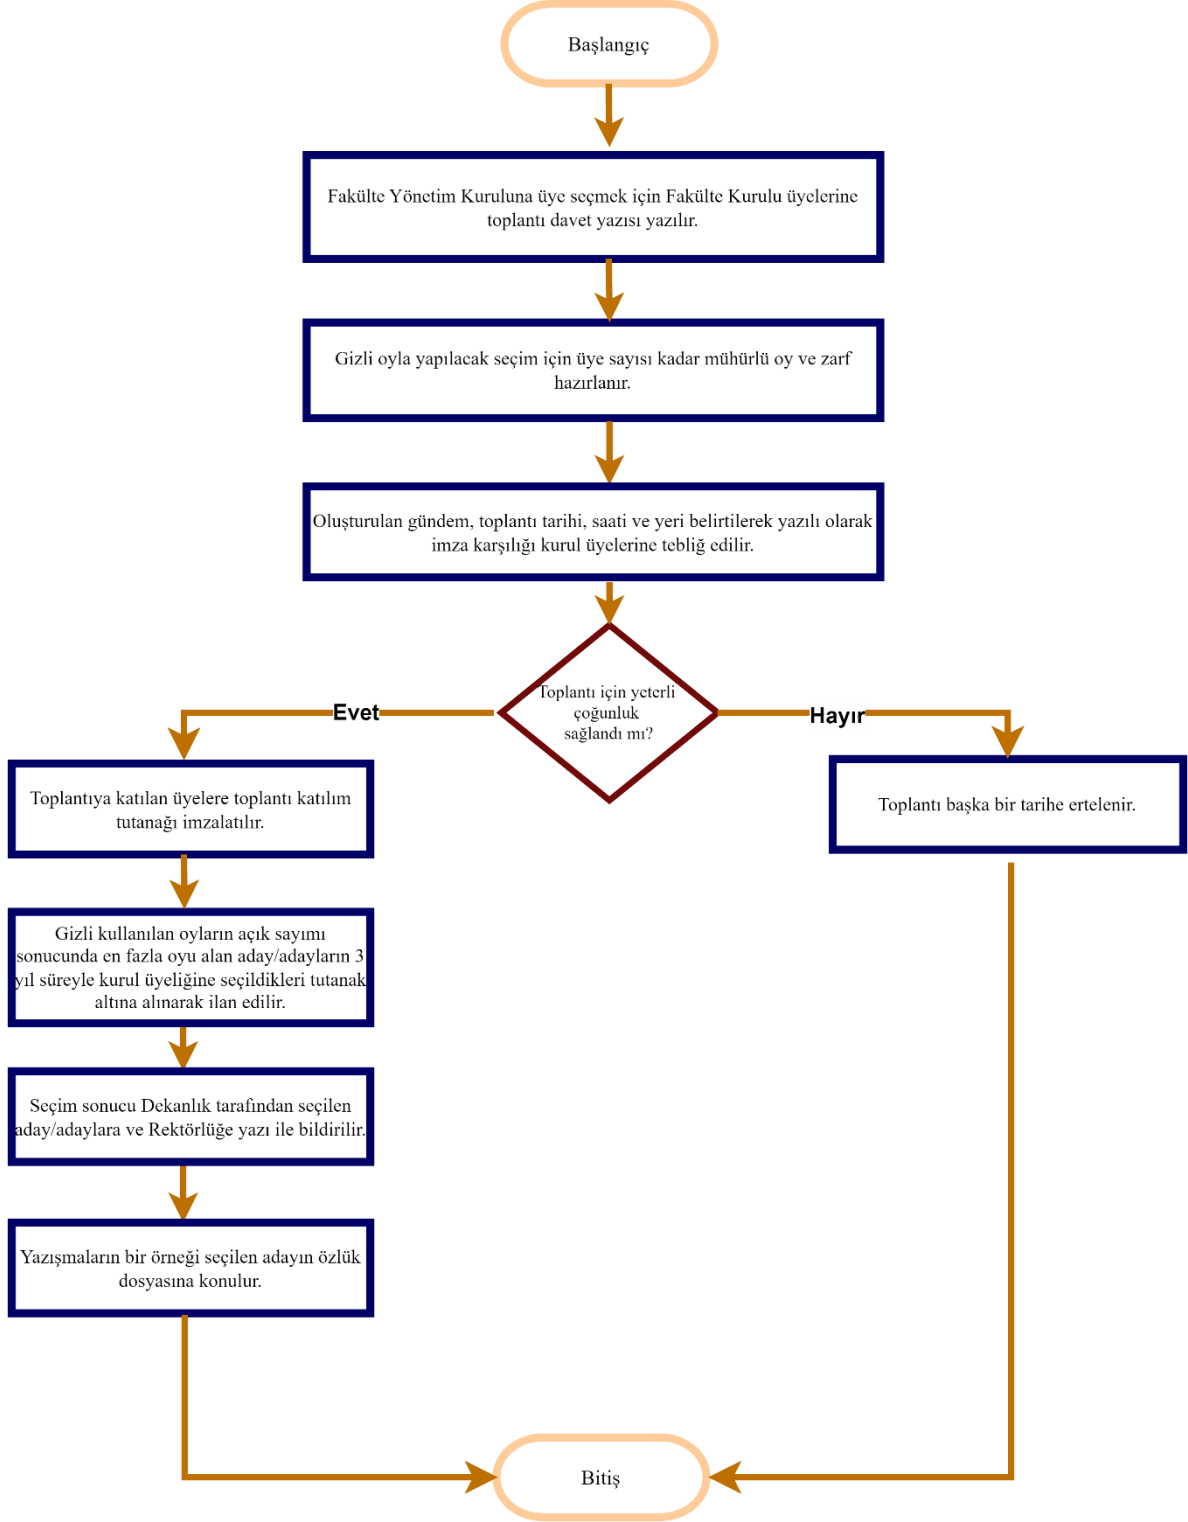 Başlangıç
Fakülte Yönetim Kuruluna üye seçmek için Fakülte Kurulu üyelerine
toplantı davet yazısı yazılır.
Gizli oyla yapılacak seçim için üye sayısı kadar mühürlü oy ve zarf
hazırlanır.
Oluşturulan gündem, toplantı tarihi, saati ve yeri belirtilerek yazılı olarak
imza karşılığı kurul üyelerine tebliğ edilir.
Toplantı için yeterli
çoğunluk
sağlandı mı?
Evet
Hayır
Toplantıya katılan üyelere toplantı katılım
tutanağı imzalatılır.
Toplantı başka bir tarihe ertelenir.
Gizli kullanılan oyların açık sayımı
sonucunda en fazla oyu alan aday/adayların 3
yıl süreyle kurul üyeliğine seçildikleri tutanak
altına alınarak ilan edilir.
Seçim sonucu Dekanlık tarafından seçilen
aday/adaylara ve Rektörlüğe yazı ile bildirilir.
Yazışmaların bir örneği seçilen adayın özlük
dosyasına konulur.
Bitiş